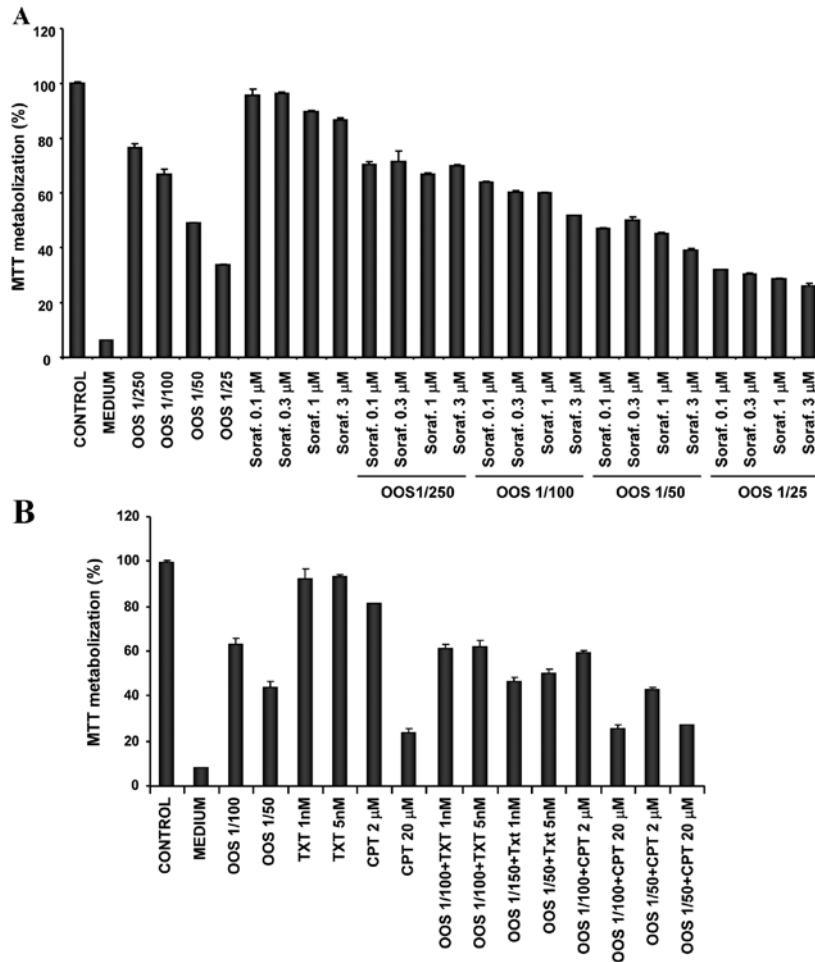 A
MTT metabolization (%)
120
100
80
60
40
20
0
CONTROL
MEDIUM
OOS 1/250
OOS 1/100
OOS 1/50
OOS 1/25
Soraf. 0.1 μM
Soraf. 0.3 μM
Soraf. 1 μM
Soraf. 3 μM
Soraf. 0.1 μM
Soraf. 0.3 μM
Soraf. 1 μM
Soraf. 3 μM
Soraf. 0.1 μM
Soraf. 0.3 μM
Soraf. 1 μM
Soraf. 3 μM
Soraf. 0.1 μM
Soraf. 0.3 μM
Soraf. 1 μM
Soraf. 3 μM
Soraf. 0.1 μM
Soraf. 0.3 μM
Soraf. 1 μM
Soraf. 3 μM
OOS1/250
OOS 1/100
OOS 1/50
OOS 1/25
B
MTT metabolization (%)
120
100
80
60
40
20
0
CONTROL
MEDIUM
OOS 1/100
OOS 1/50
TXT 1nM
TXT 5nM
CPT 2 μM
CPT 20 μM
OOS 1/100+TXT 1nM
OOS 1/100+TXT 5nM
OOS 1/150+Txt 1nM
OOS 1/50+Txt 5nM
OOS 1/100+CPT 2 μM
OOS 1/100+CPT 20 μM
OOS 1/50+CPT 2 μM
OOS 1/50+CPT 20 μM